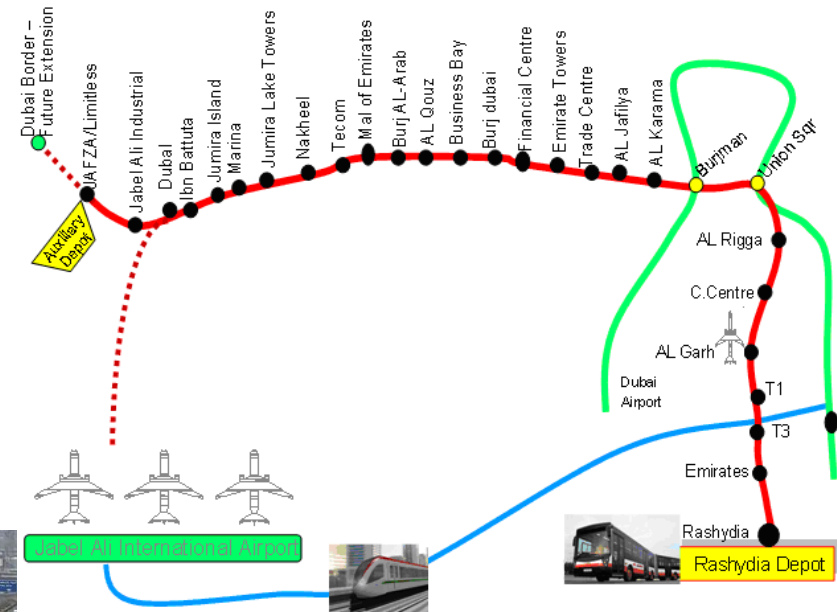 Dubai Border –
Future Extension
JAFZA/Limitless
Jabel Ali Industrial
Dubal
Ibn Battuta
Jumira Island
Marina
Jumira Lake Towers
Nakheel
Tecom
Mal of Emirates
Burj AL-Arab
AL Qouz
Business Bay
Burj dubai
Financial Centre
Emirate Towers
Trade Centre
AL Jafilya
AL Karama
Burjman
Union Sqr
Auxiliary
Depot
AL Rigga
C.Centre
AL Garh
Dubai
Airport
T1
T3
Emirates
Rashydia
Rashydia Depot
Jabel Ali International Airport